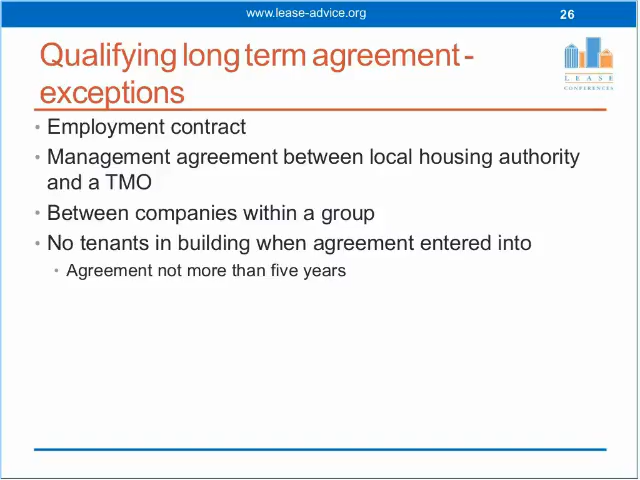 www.lease-advice.org
26
Qualifying long term agreement -
exceptions
LEASE
CONFERENCES
• Employment contract
• Management agreement between local housing authority
and a TMO
• Between companies within a group
• No tenants in building when agreement entered into
• Agreement not more than five years